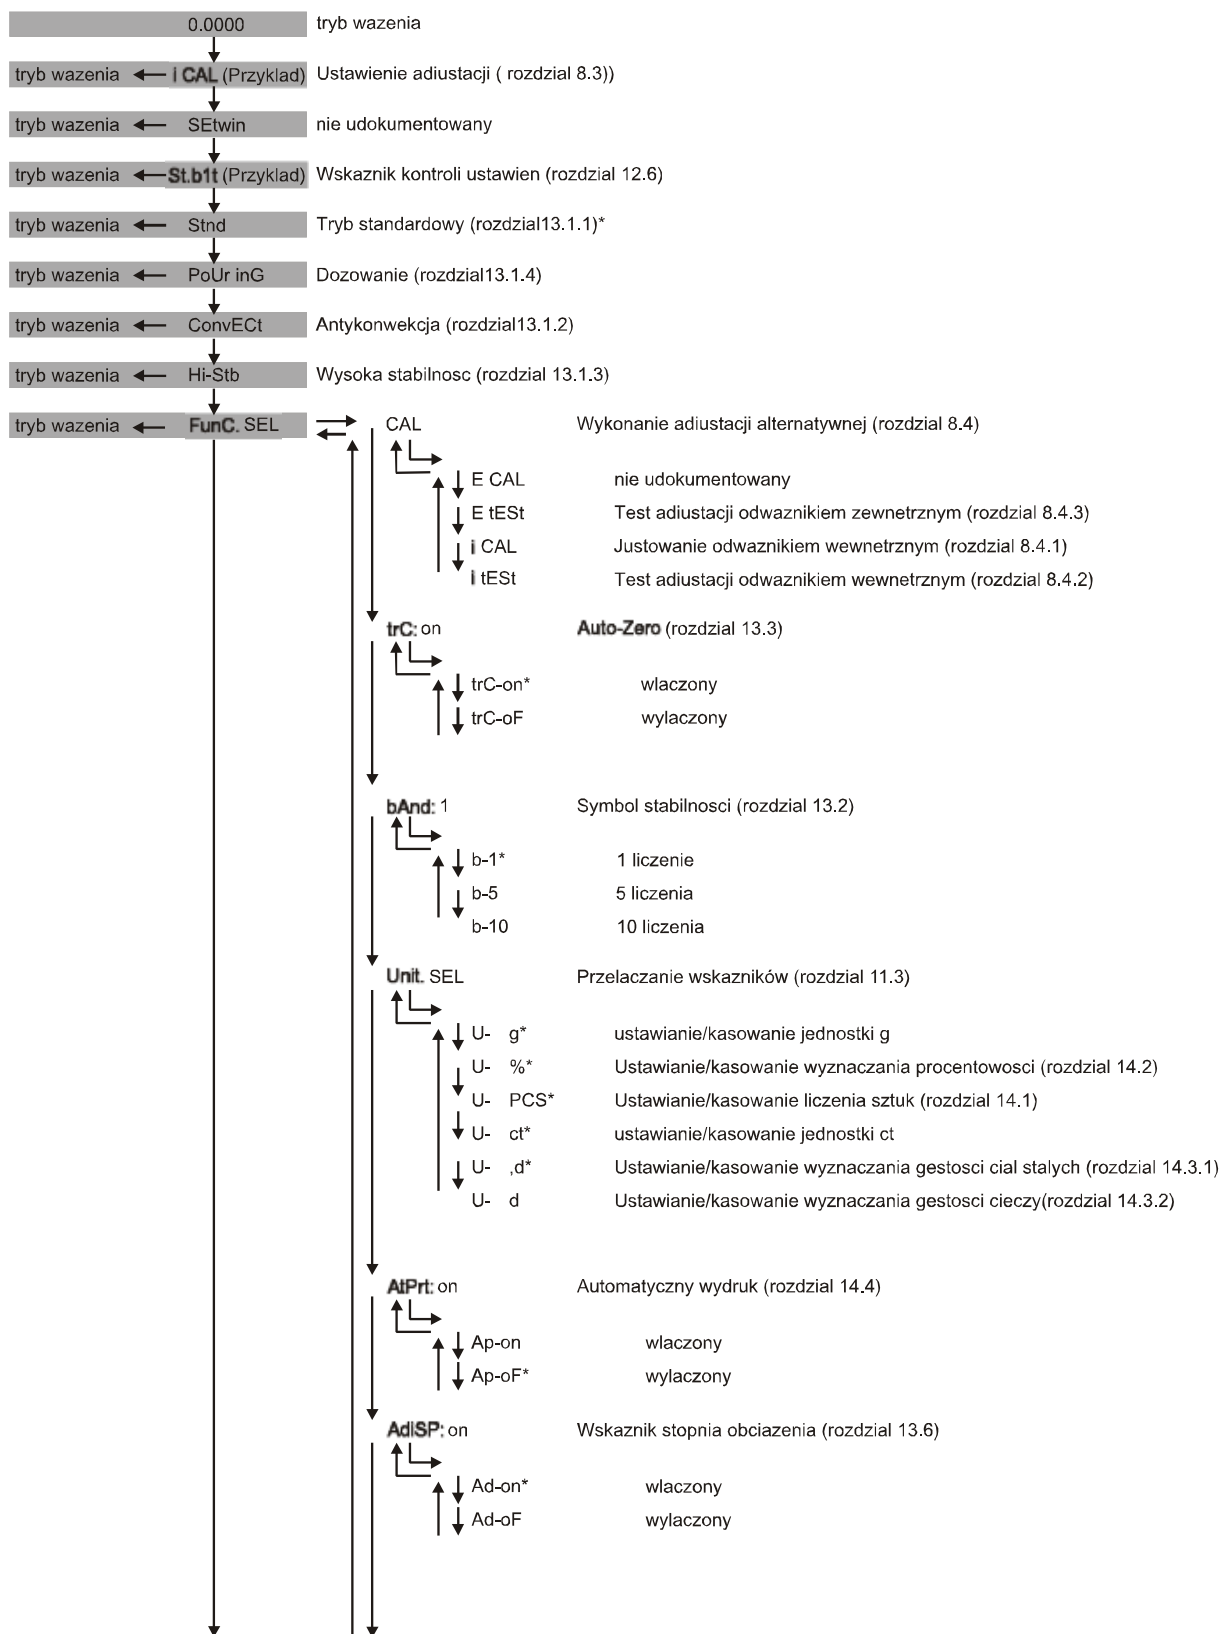 0.0000 tryb wazenia
tryb wazenia i CAL (Przyklad) Ustawienie adiustacji ( rozdzial 8.3))
tryb wazenia SEtwin nie udokumentowany
tryb wazenia St.b1t (Przyklad) Wskaznik kontroli ustawien (rozdzial 12.6)
tryb wazenia Stnd Tryb standardowy (rozdzial13.1.1)*
tryb wazenia PoUr inG Dozowanie (rozdzial13.1.4)
tryb wazenia ConvECt Antykonwekcja (rozdzial13.1.2)
tryb wazenia Hi-Stb Wysoka stabilnosc (rozdzial 13.1.3)
tryb wazenia FunC. SEL CAL Wykonanie adiustacji alternatywnej (rozdzial 8.4)
E CAL nie udokumentowany
E tESt Test adiustacji odwaznikiem zewnetrznym (rozdzial 8.4.3)
i CAL Justowanie odwaznikiem wewnetrznym (rozdzial 8.4.1)
i tESt Test adiustacji odwaznikiem wewnetrznym (rozdzial 8.4.2)
trC: on Auto-Zero (rozdzial 13.3)
trC-on* wlaczony
trC-oF wylaczony
bAnd: 1 Symbol stabilnosci (rozdzial 13.2)
b-1* 1 liczenie
b-5 5 liczenia
b-10 10 liczenia
Unit. SEL Przelaczanie wskazników (rozdzial 11.3)
U- g* ustawianie/kasowanie jednostki g
U- %* Ustawianie/kasowanie wyznaczania procentowosci (rozdzial 14.2)
U- PCS* Ustawianie/kasowanie liczenia sztuk (rozdzial 14.1)
U- ct* ustawianie/kasowanie jednostki ct
U- ,d* Ustawianie/kasowanie wyznaczania gestosci cial stalych (rozdzial 14.3.1)
U- d Ustawianie/kasowanie wyznaczania gestosci cieczy(rozdzial 14.3.2)
AtPrt: on Automatyczny wydruk (rozdzial 14.4)
Ap-on wlaczony
Ap-oF* wylaczony
AdiSP: on Wskaznik stopnia obciazenia (rozdzial 13.6)
Ad-on* wlaczony
Ad-oF wylaczony